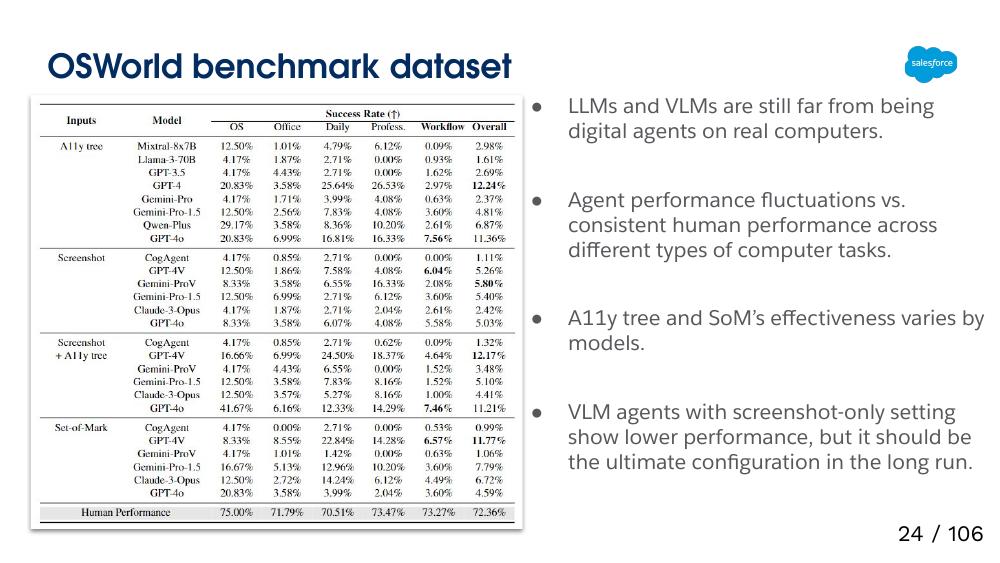 OSWorld benchmark dataset
salesforce
Inputs Model Success Rate (↑)
OS Office Daily Profess. Workflow Overall
A11y tree Mixtral-8x7B 12.50% 1.01% 4.79% 6.12% 0.09% 2.98%
Llama-3-70B 4.17% 1.87% 2.71% 0.00% 0.93% 1.61%
GPT-3.5 4.17% 4.43% 2.71% 0.00% 1.62% 2.69%
GPT-4 20.83% 3.58% 25.64% 26.53% 2.97% 12.24%
Gemini-Pro 4.17% 1.71% 3.99% 4.08% 0.63% 2.37%
Gemini-Pro-1.5 12.50% 2.56% 7.83% 4.08% 3.60% 4.81%
Qwen-Plus 29.17% 3.58% 8.36% 10.20% 2.61% 6.87%
GPT-4o 20.83% 6.99% 16.81% 16.33% 7.56% 11.36%
Screenshot CogAgent 4.17% 0.85% 2.71% 0.00% 0.00% 1.11%
GPT-4V 12.50% 1.86% 7.58% 4.08% 6.04% 5.26%
Gemini-ProV 8.33% 3.58% 6.55% 16.33% 2.08% 5.80%
Gemini-Pro-1.5 12.50% 6.99% 2.71% 6.12% 3.60% 5.40%
Claude-3-Opus 4.17% 1.87% 2.71% 2.04% 2.61% 2.42%
GPT-4o 8.33% 3.58% 6.07% 4.08% 5.58% 5.03%
Screenshot CogAgent 4.17% 0.85% 2.71% 0.62% 0.09% 1.32%
+ A11y tree GPT-4V 16.66% 6.99% 24.50% 18.37% 4.64% 12.17%
Gemini-ProV 4.17% 4.43% 6.55% 0.00% 1.52% 3.48%
Gemini-Pro-1.5 12.50% 3.58% 7.83% 8.16% 1.52% 5.10%
Claude-3-Opus 12.50% 3.57% 5.27% 8.16% 1.00% 4.41%
GPT-4o 41.67% 6.16% 12.33% 14.29% 7.46% 11.21%
Set-of-Mark CogAgent 4.17% 0.00% 2.71% 0.00% 0.53% 0.99%
GPT-4V 8.33% 8.55% 22.84% 14.28% 6.57% 11.77%
Gemini-ProV 4.17% 1.01% 1.42% 0.00% 0.63% 1.06%
Gemini-Pro-1.5 16.67% 5.13% 12.96% 10.20% 3.60% 7.79%
Claude-3-Opus 12.50% 2.72% 14.24% 6.12% 4.49% 6.72%
GPT-4o 20.83% 3.58% 3.99% 2.04% 3.60% 4.59%
Human Performance 75.00% 71.79% 70.51% 73.47% 73.27% 72.36%
● LLMs and VLMs are still far from being
digital agents on real computers.
● Agent performance fluctuations vs.
consistent human performance across
different types of computer tasks.
● A11y tree and SoM's effectiveness varies by
models.
● VLM agents with screenshot-only setting
show lower performance, but it should be
the ultimate configuration in the long run.
24 / 106